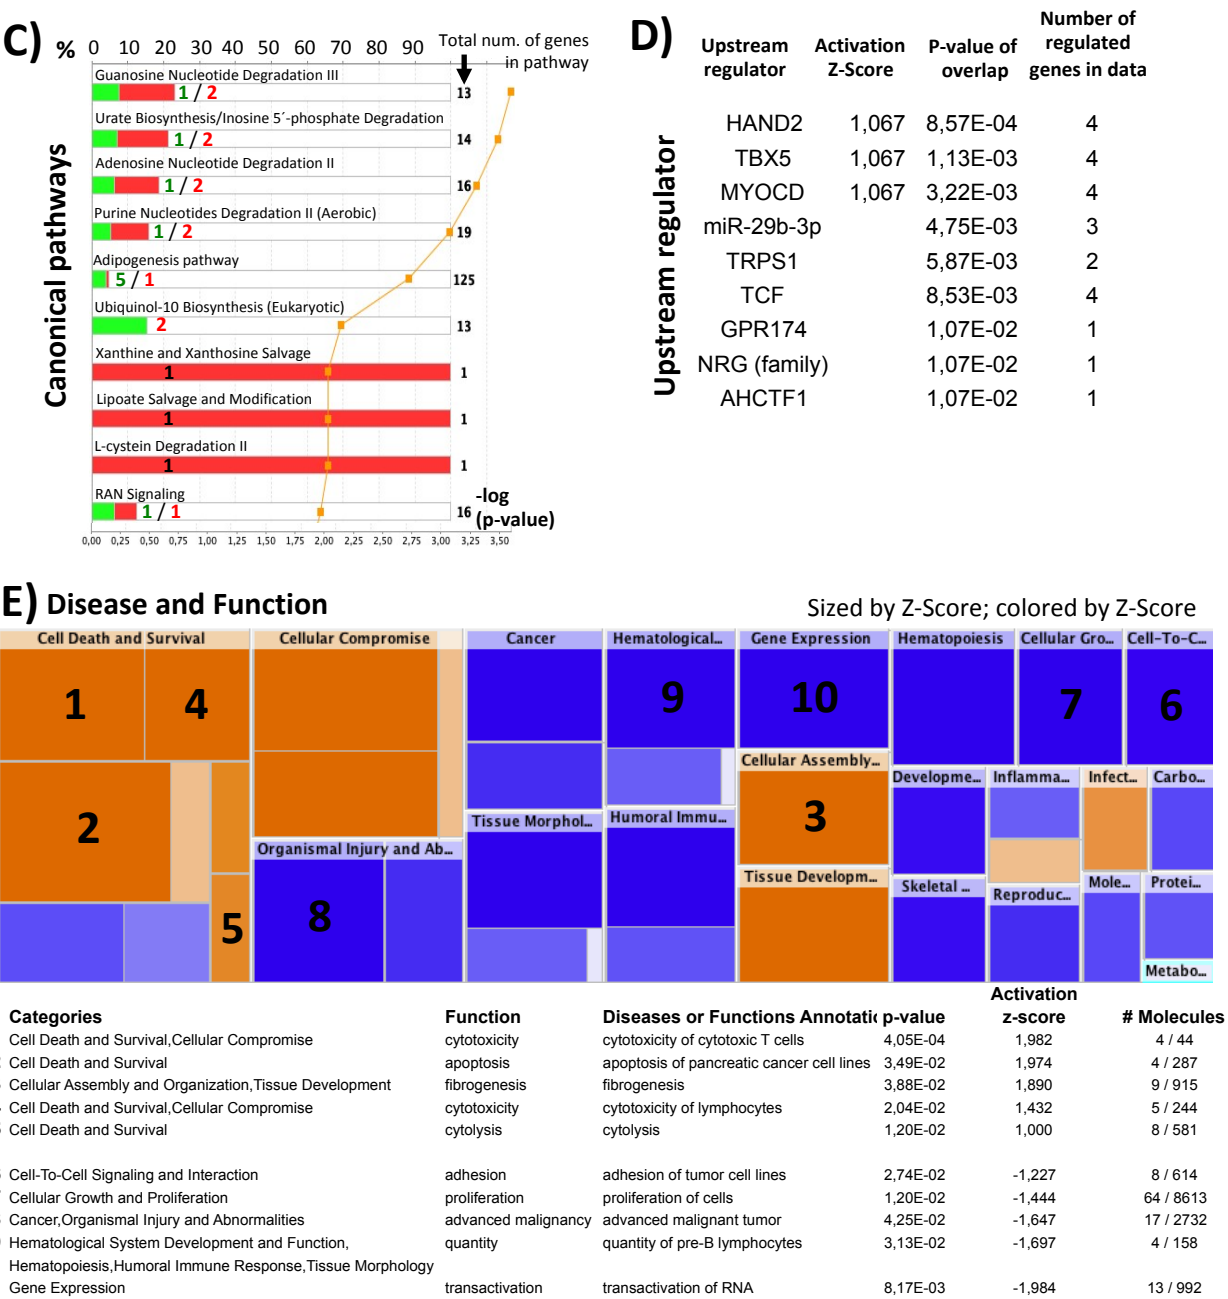 C) % 0 10 20 30 40 50 60 70 80 90 Total num. of genes
in pathway
Canonical pathways
Guanosine Nucleotide Degradation III
1 / 2 13
Urate Biosynthesis/Inosine 5´-phosphate Degradation
1 / 2 14
Adenosine Nucleotide Degradation II
1 / 2 16
Purine Nucleotides Degradation II (Aerobic)
1 / 2 19
Adipogenesis pathway
5 / 1 125
Ubiquinol-10 Biosynthesis (Eukaryotic)
2 13
Xanthine and Xanthosine Salvage
1 1
Lipoate Salvage and Modification
1 1
L-cystein Degradation II
1 1
RAN Signaling
1 / 1 16
-log
(p-value)
0,00 0,25 0,50 0,75 1,00 1,25 1,50 1,75 2,00 2,25 2,50 2,75 3,00 3,25 3,50
D)
Upstream regulator
Upstream
regulator
Activation
Z-Score
P-value of
overlap
Number of
regulated
genes in data
HAND2 1,067 8,57E-04 4
TBX5 1,067 1,13E-03 4
MYOCD 1,067 3,22E-03 4
miR-29b-3p 4,75E-03 3
TRPS1 5,87E-03 2
TCF 8,53E-03 4
GPR174 1,07E-02 1
NRG (family) 1,07E-02 1
AHCTF1 1,07E-02 1
E) Disease and Function
Sized by Z-Score; colored by Z-Score
Cell Death and Survival
1
4
2
5
Cellular Compromise
Organismal Injury and Ab...
8
Cancer
Tissue Morphol...
Hematological...
9
Humoral Immu...
Gene Expression
10
Cellular Assembly...
3
Tissue Developm...
Hematopoiesis
Cellular Gro...
7
Cell-To-C...
6
Developme...
Inflamma...
Infect...
Carbo...
Skeletal ...
Reproduc...
Mole...
Protei...
Metabo...
Categories Function Diseases or Functions Annotatic p-value Activation
z-score # Molecules
Cell Death and Survival,Cellular Compromise cytotoxicity cytotoxicity of cytotoxic T cells 4,05E-04 1,982 4 / 44
Cell Death and Survival apoptosis apoptosis of pancreatic cancer cell lines 3,49E-02 1,974 4 / 287
Cellular Assembly and Organization,Tissue Development fibrogenesis fibrogenesis 3,88E-02 1,890 9 / 915
Cell Death and Survival,Cellular Compromise cytotoxicity cytotoxicity of lymphocytes 2,04E-02 1,432 5 / 244
Cell Death and Survival cytolysis cytolysis 1,20E-02 1,000 8 / 581
Cell-To-Cell Signaling and Interaction adhesion adhesion of tumor cell lines 2,74E-02 -1,227 8 / 614
Cellular Growth and Proliferation proliferation proliferation of cells 1,20E-02 -1,444 64 / 8613
Cancer,Organismal Injury and Abnormalities advanced malignancy advanced malignant tumor 4,25E-02 -1,647 17 / 2732
Hematological System Development and Function, quantity quantity of pre-B lymphocytes 3,13E-02 -1,697 4 / 158
Hematopoiesis,Humoral Immune Response,Tissue Morphology
Gene Expression transactivation transactivation of RNA 8,17E-03 -1,984 13 / 992